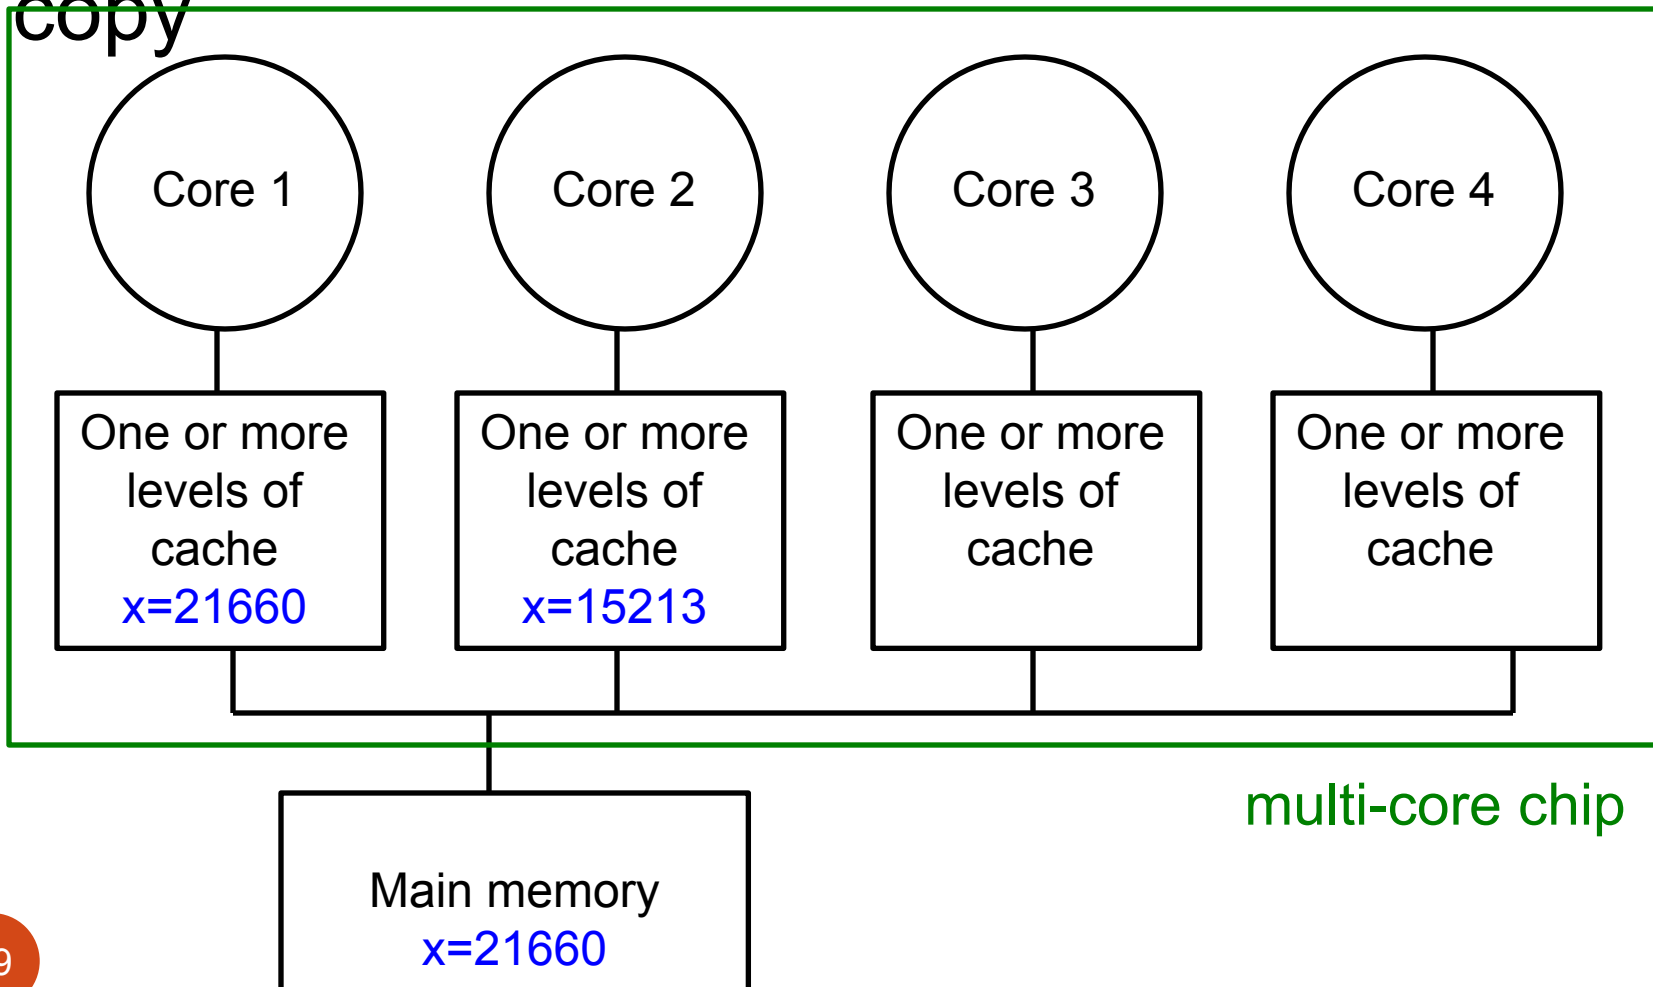 copy
Core 1
Core 2
Core 3
Core 4
One or more
levels of
cache
x=21660
One or more
levels of
cache
x=15213
One or more
levels of
cache
One or more
levels of
cache
multi-core chip
Main memory
x=21660
9